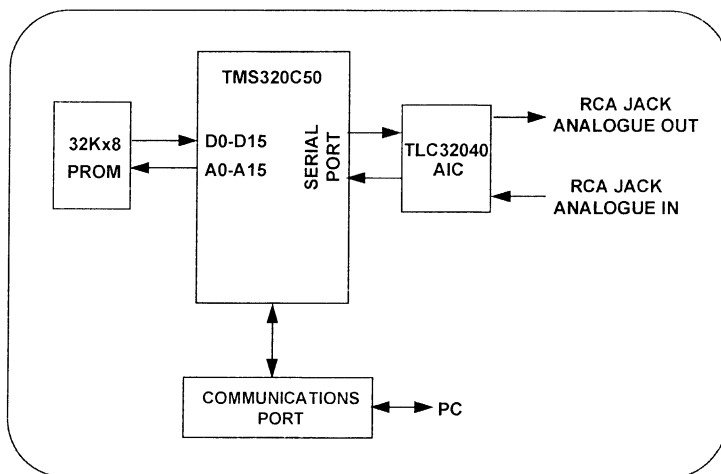 TMS320C50
32Kx8
PROM
D0-D15
A0-A15
SERIAL
PORT
TLC32040
AIC
RCA JACK
ANALOGUE OUT
RCA JACK
ANALOGUE IN
COMMUNICATIONS
PORT
PC